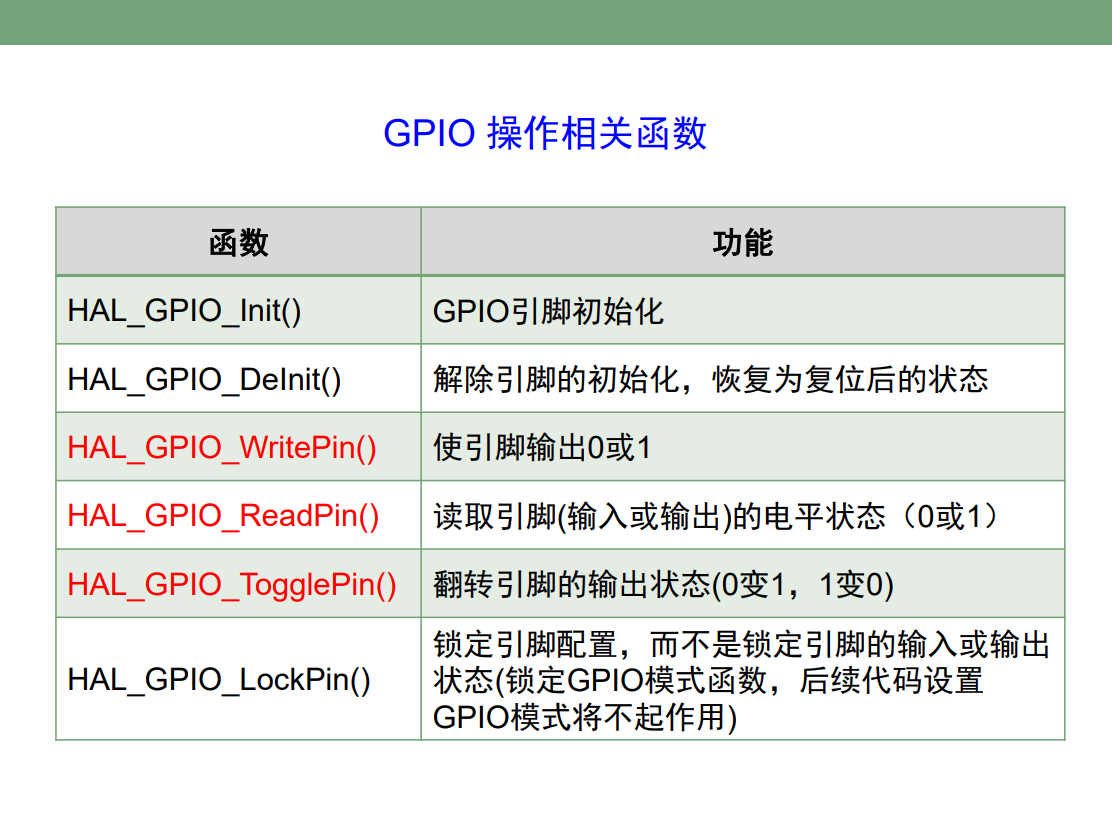 GPIO 操作相关函数
函数 功能
HAL_GPIO_Init() GPIO引脚初始化
HAL_GPIO_DeInit() 解除引脚的初始化，恢复为复位后的状态
HAL_GPIO_WritePin() 使引脚输出0或1
HAL_GPIO_ReadPin() 读取引脚(输入或输出)的电平状态（0或1）
HAL_GPIO_TogglePin() 翻转引脚的输出状态(0变1，1变0)
HAL_GPIO_LockPin() 锁定引脚配置，而不是锁定引脚的输入或输出
状态(锁定GPIO模式函数，后续代码设置
GPIO模式将不起作用)